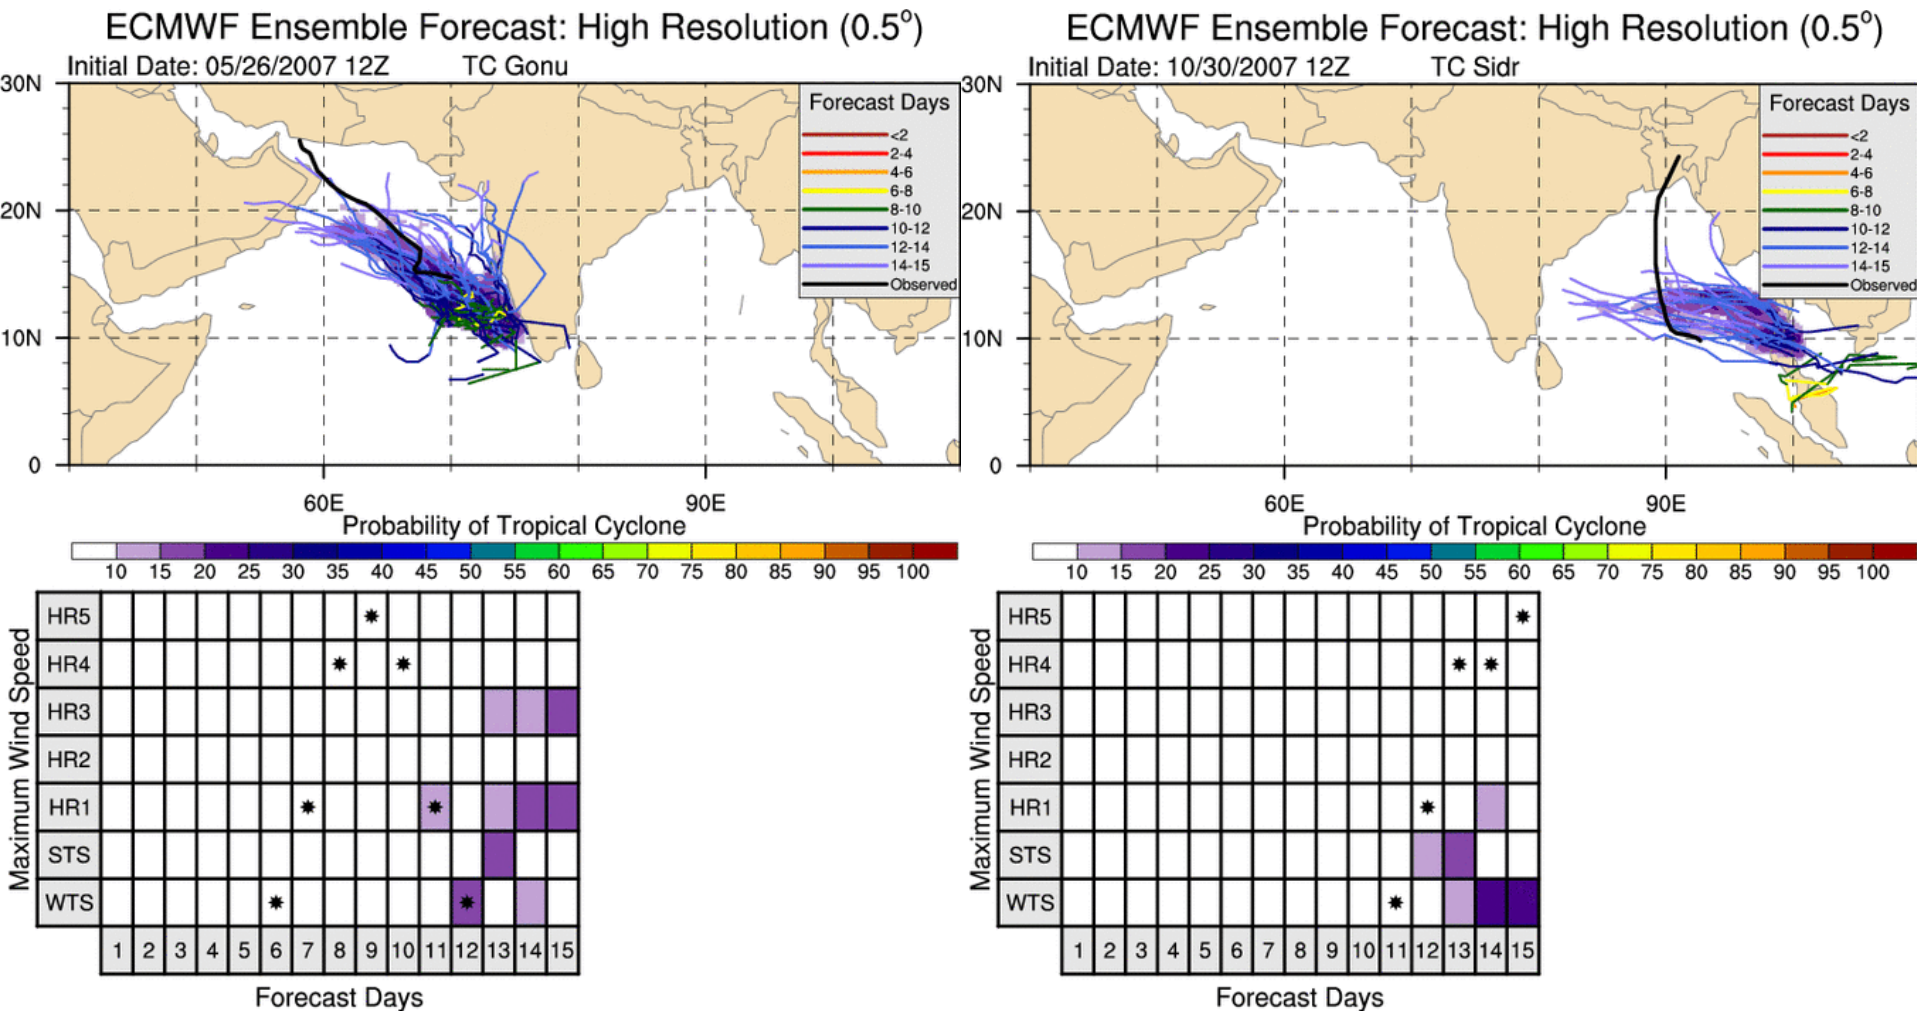 ECMWF Ensemble Forecast: High Resolution (0.5°)
Initial Date: 05/26/2007 12Z TC Gonu
30N
20N
10N
0
60E
90E
Forecast Days
<2
2-4
4-6
6-8
8-10
10-12
12-14
14-15
Observed
Probability of Tropical Cyclone
10 15 20 25 30 35 40 45 50 55 60 65 70 75 80 85 90 95 100
Maximum Wind Speed
HR5
HR4
HR3
HR2
HR1
STS
WTS
1 2 3 4 5 6 7 8 9 10 11 12 13 14 15
Forecast Days
ECMWF Ensemble Forecast: High Resolution (0.5°)
Initial Date: 10/30/2007 12Z TC Sidr
30N
20N
10N
0
60E
90E
Forecast Days
<2
2-4
4-6
6-8
8-10
10-12
12-14
14-15
Observed
Probability of Tropical Cyclone
10 15 20 25 30 35 40 45 50 55 60 65 70 75 80 85 90 95 100
Maximum Wind Speed
HR5
HR4
HR3
HR2
HR1
STS
WTS
1 2 3 4 5 6 7 8 9 10 11 12 13 14 15
Forecast Days